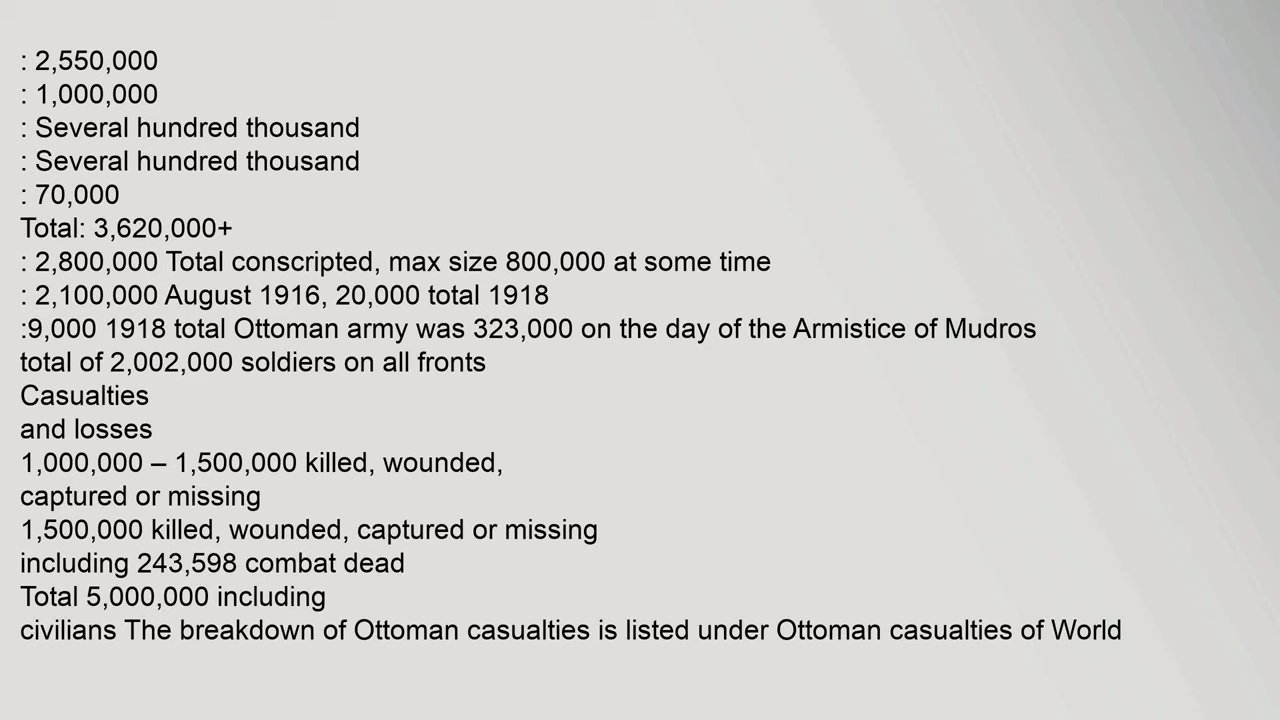 : 2,550,000
: 1,000,000
: Several hundred thousand
: Several hundred thousand
: 70,000
Total: 3,620,000+
: 2,800,000 Total conscripted, max size 800,000 at some time
: 2,100,000 August 1916, 20,000 total 1918
:9,000 1918 total Ottoman army was 323,000 on the day of the Armistice of Mudros
total of 2,002,000 soldiers on all fronts
Casualties
and losses
1,000,000 – 1,500,000 killed, wounded,
captured or missing
1,500,000 killed, wounded, captured or missing
including 243,598 combat dead
Total 5,000,000 including
civilians The breakdown of Ottoman casualties is listed under Ottoman casualties of World